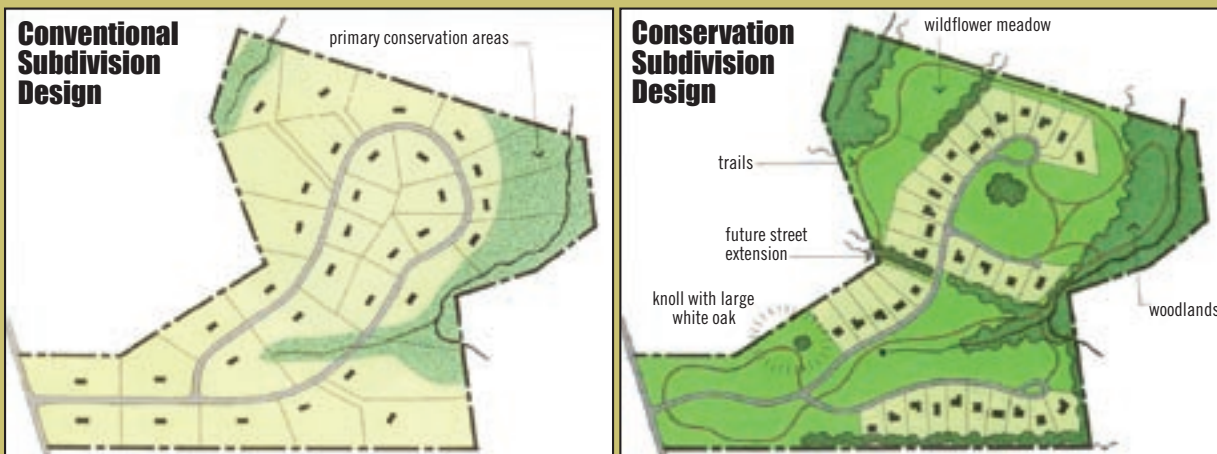 Conventional
Subdivision
Design
primary conservation areas
Conservation
Subdivision
Design
wildflower meadow
trails
future street
extension
knoll with large
white oak
woodlands